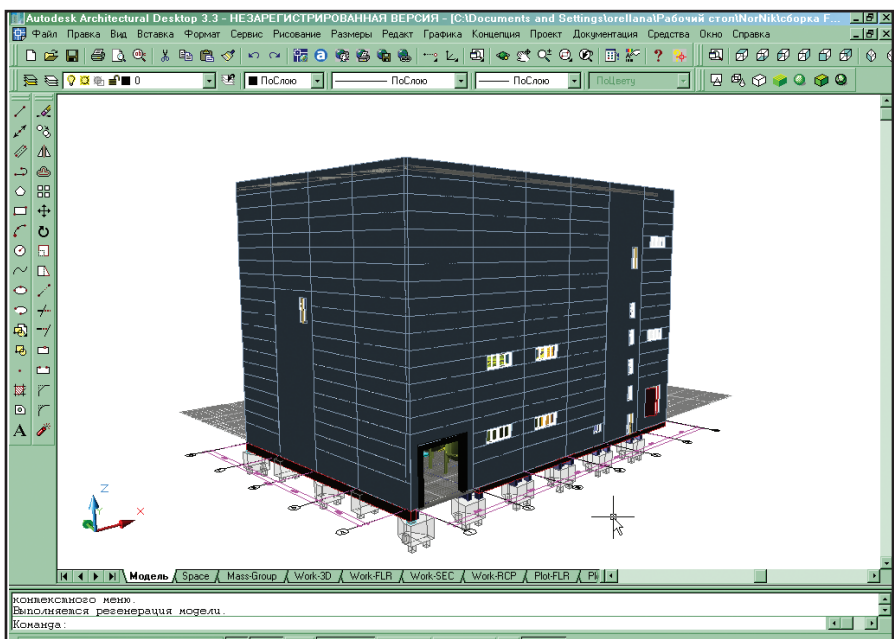 Autodesk Architectural Desktop 3.3 - НЕЗАРЕГИСТРИРОВАННАЯ ВЕРСИЯ - [C:\Documents and Settings\orellana\Рабочий стол\NorNik\сборка F...
Файл Правка Вид Вставка Формат Сервис Рисование Размеры Редакт Графика Концепция Проект Документация Средства Окно Справка
0 ПоСлою ПоСлою ПоСлою ПоЦвету
A
Z
X
Модель Space Mass-Group Work-3D Work-FLR Work-SEC Work-RCP Plot-FLR
контекстного меню.
Выполняется регенерация модели.
Команда: